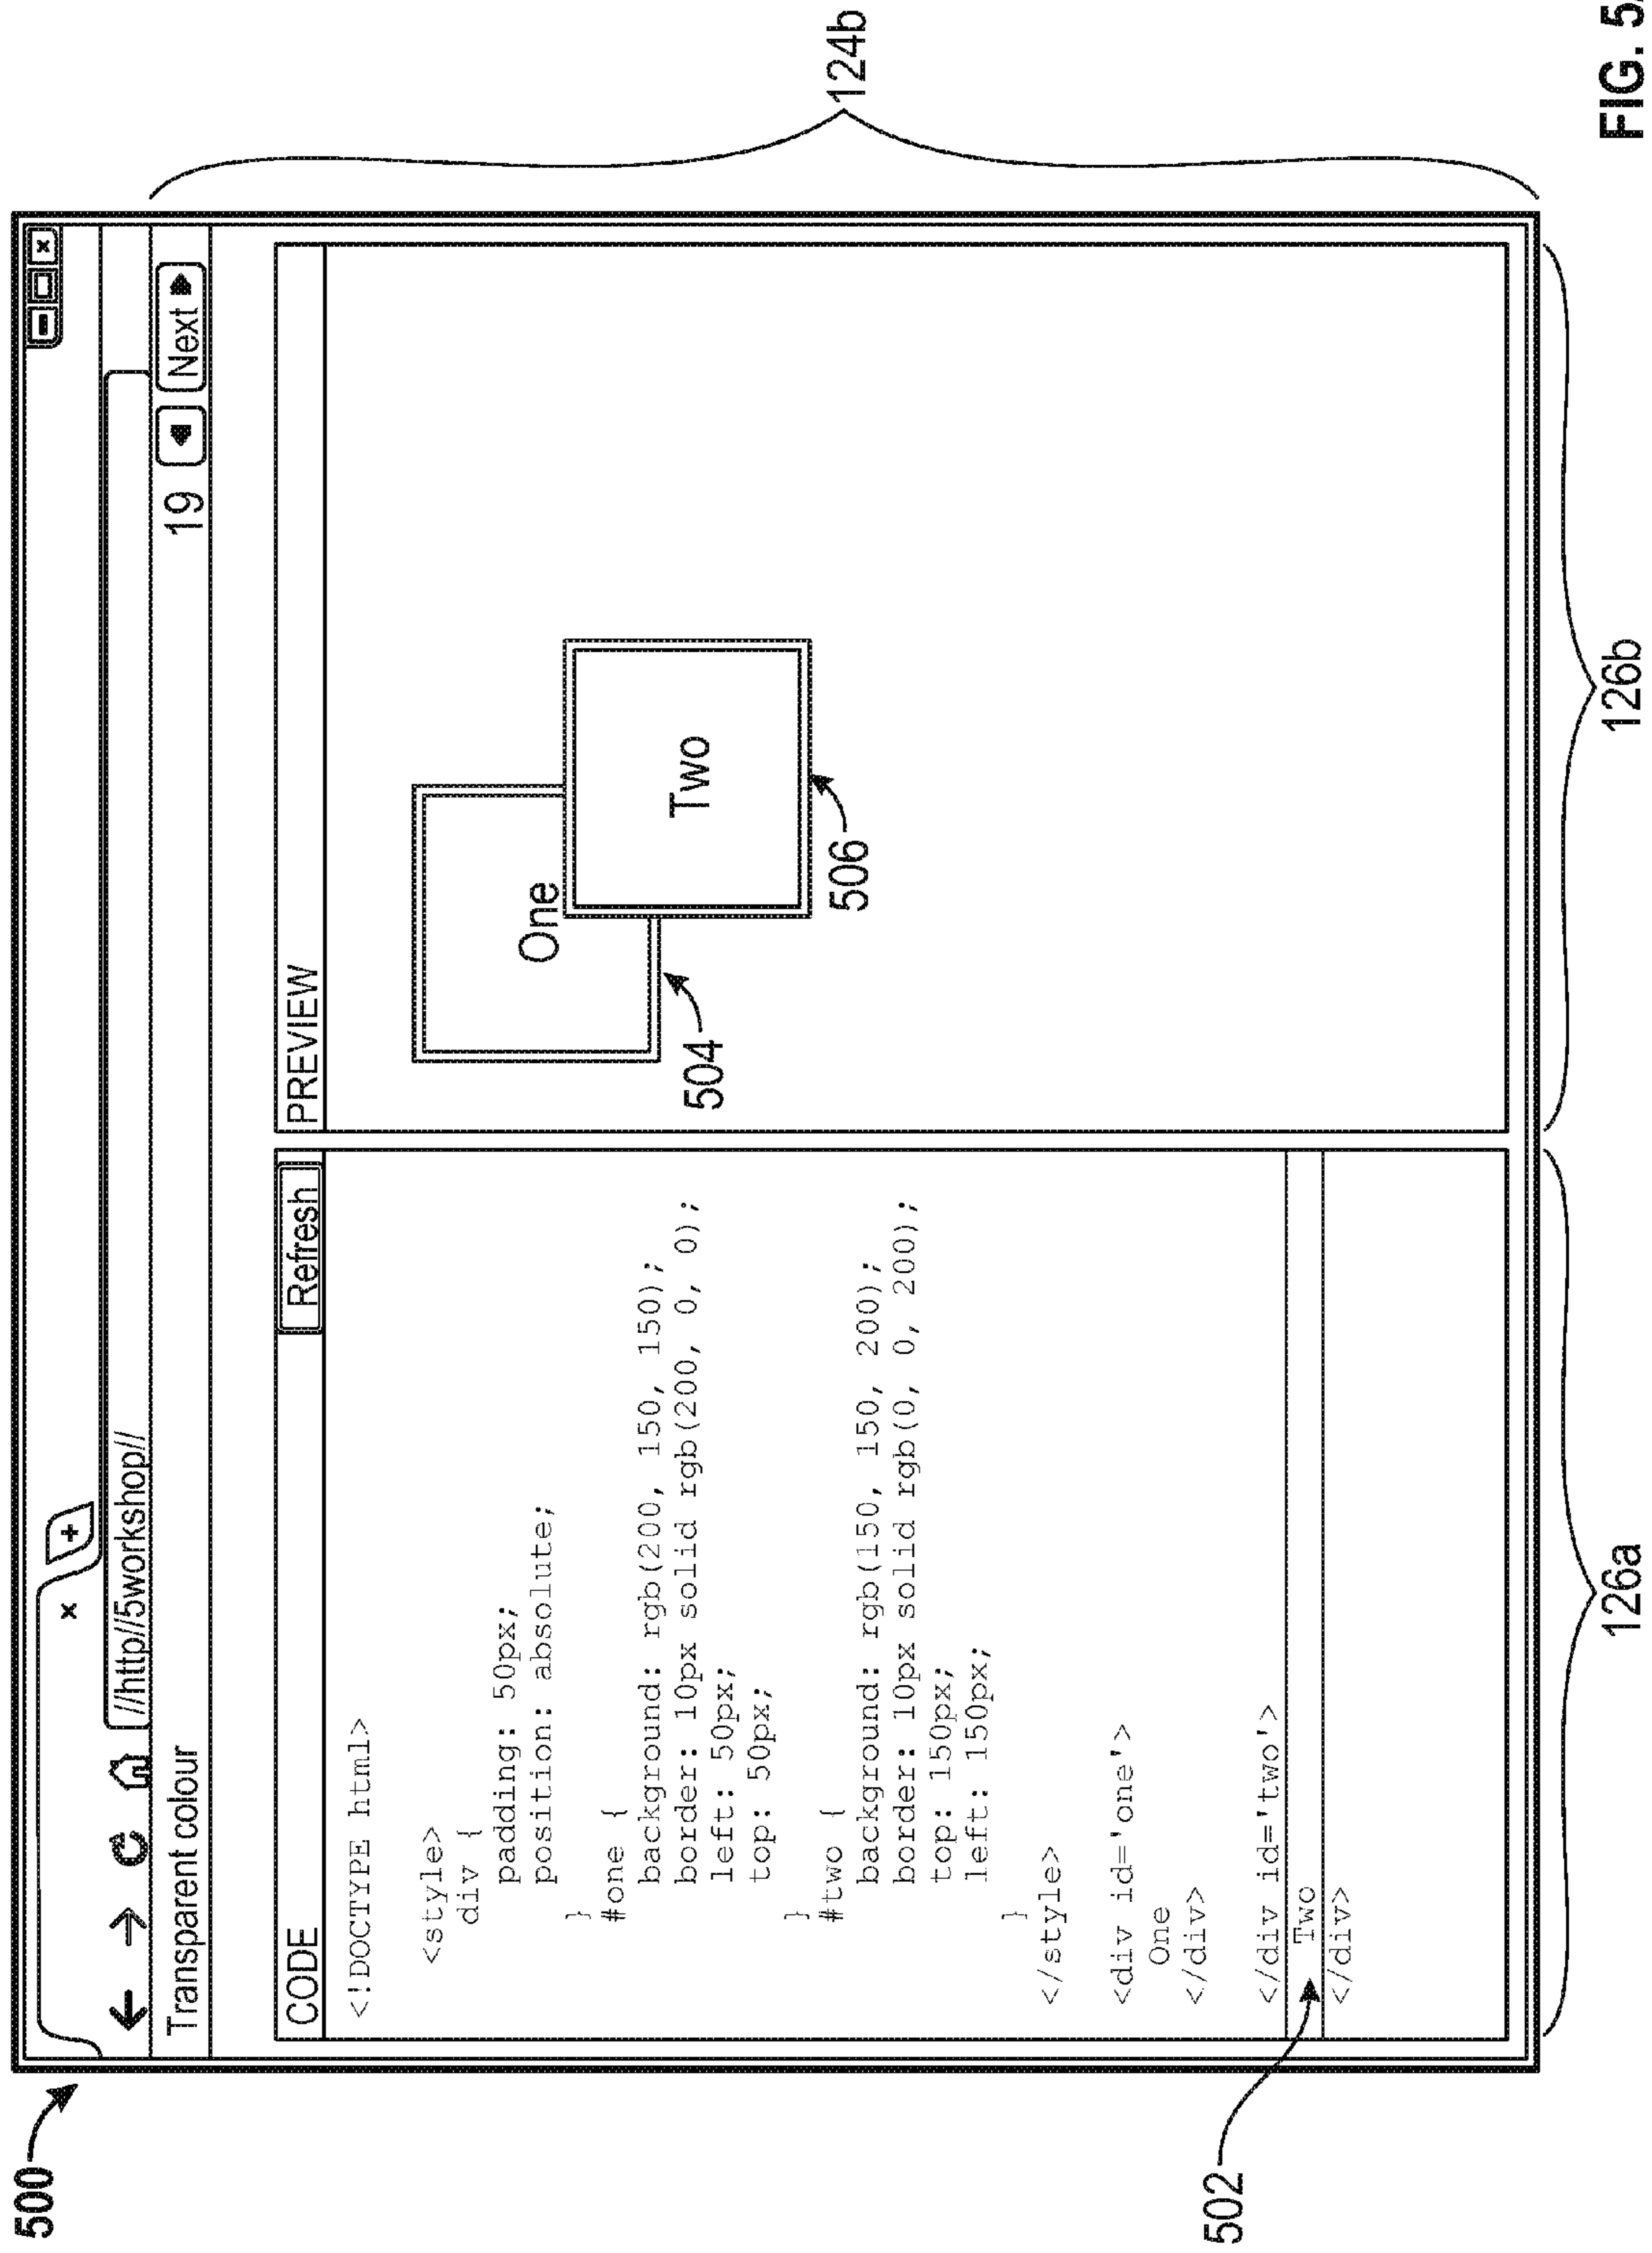 500
×
+
//http//5workshop//
Transparent colour
19
Next
CODE
Refresh
PREVIEW
<!DOCTYPE html>
<style>
div {
padding: 50px;
position: absolute;
}
#one {
background: rgb(200, 150, 150);
border: 10px solid rgb(200, 0, 0);
left: 50px;
top: 50px;
}
#two {
background: rgb(150, 150, 200);
border: 10px solid rgb(0, 0, 200);
top: 150px;
left: 150px;
}
</style>
<div id='one'>
One
</div>
</div id='two'>
Two
</div>
502
One
Two
504
506
124b
126a
126b
FIG. 5